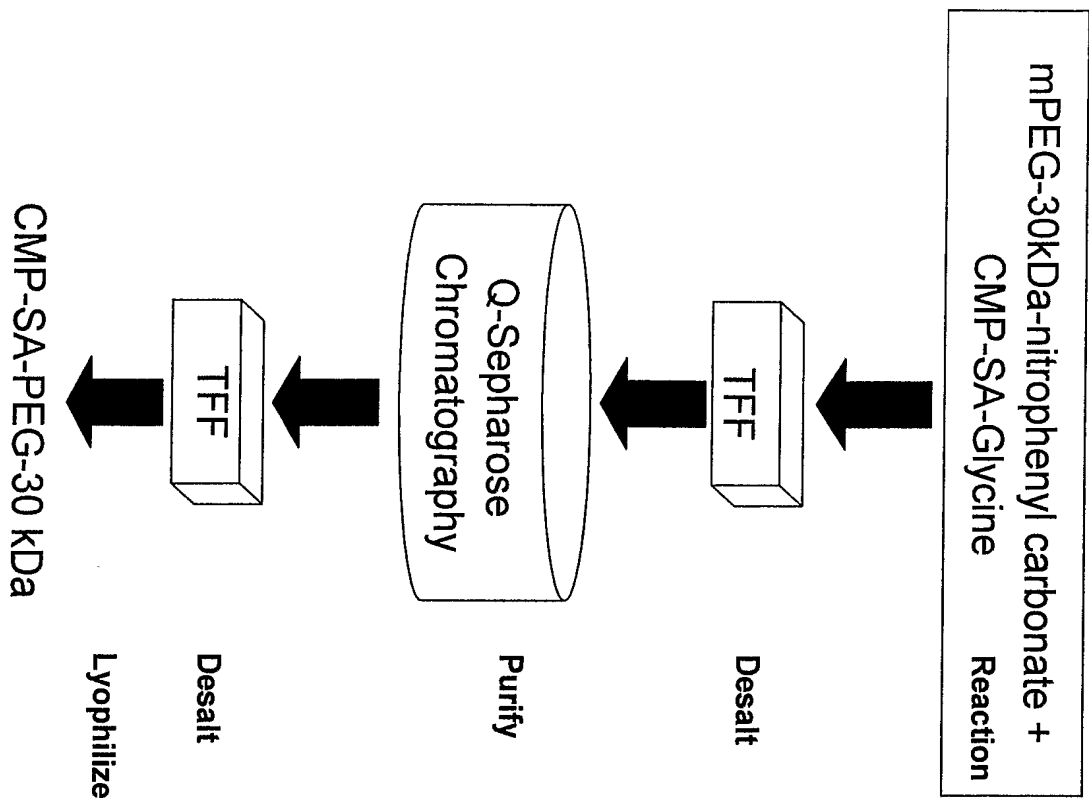 mPEG-30kDa-nitrophenyl carbonate +
CMP-SA-Glycine
Reaction
TFF
Desalt
Q-Sepharose
Chromatography
Purify
TFF
Desalt
Lyophilize
CMP-SA-PEG-30 kDa